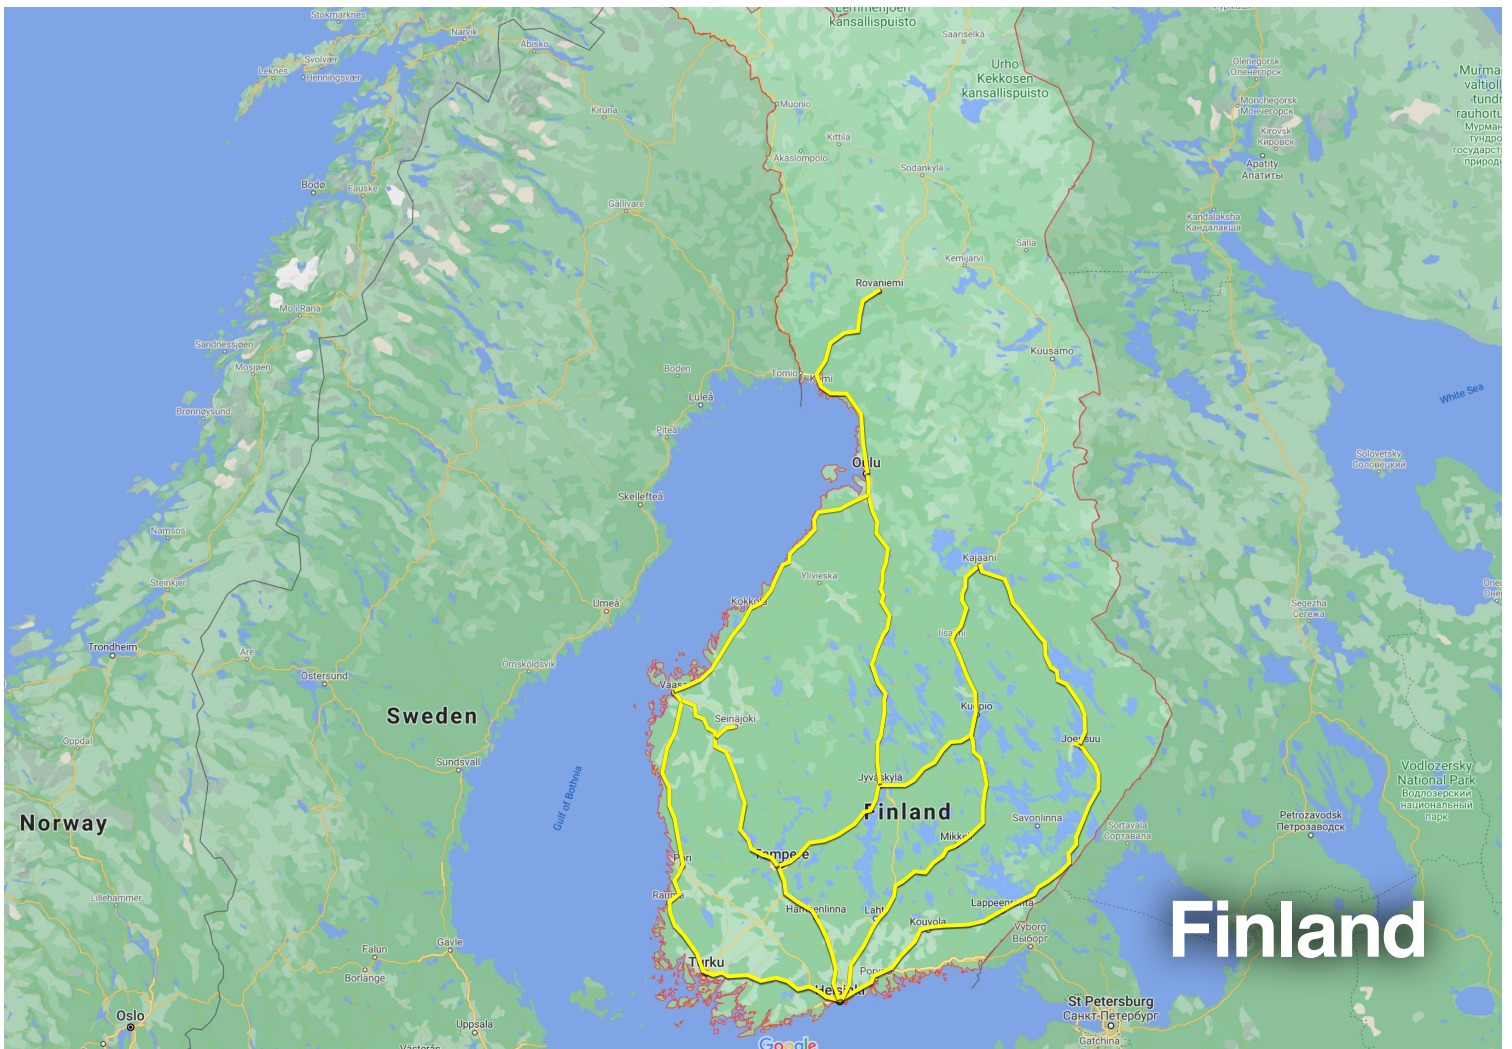 Stokmarknes
Lemmenjoen
kansallispuisto
Мурмаши
Narvik
Abisko
Saariselkä
Svolvær
Leknes
Henningsvær
Urho
Kekkosen
kansallispuisto
Olenegorsk
Оленегорск
Muonio
Kiruna
Monchegorsk
Мончегорск
Kittilä
Kirovsk
Кировск
Äkäslompolo
Sodankylä
Apatity
Апатиты
Bodø
Fauske
Gällivare
Kandalaksha
Кандалакша
Salla
Kemijärvi
Rovaniemi
Mo i Rana
Sandnessjøen
Mosjøen
Kuusamo
Boden
Tornio
Kemi
Luleå
White Sea
Brønnøysund
Piteå
Oulu
Solovetsky
Соловецкий
Skellefteå
Namsos
Kajaani
Steinkjer
Ylivieska
Kokkola
Umeå
Segezha
Сегежа
Iisalmi
Trondheim
Åre
Östersund
Örnsköldsvik
Vaasa
Sweden
Seinäjoki
Kuopio
Oppdal
Joensuu
Sundsvall
Gulf of Bothnia
Jyväskylä
Vodlozersky
National Park
Водлозерский
национальный
парк
Norway
Finland
Savonlinna
Sortavala
Сортавала
Petrozavodsk
Петрозаводск
Mikkeli
Tampere
Pori
Lillehammer
Rauma
Hämeenlinna
Lahti
Kouvola
Lappeenranta
Vyborg
Выборг
Finland
Falun
Gävle
Borlänge
Turku
Porvoo
Helsinki
Oslo
Uppsala
St Petersburg
Санкт-Петербург
Gatchina
Västerås
Google